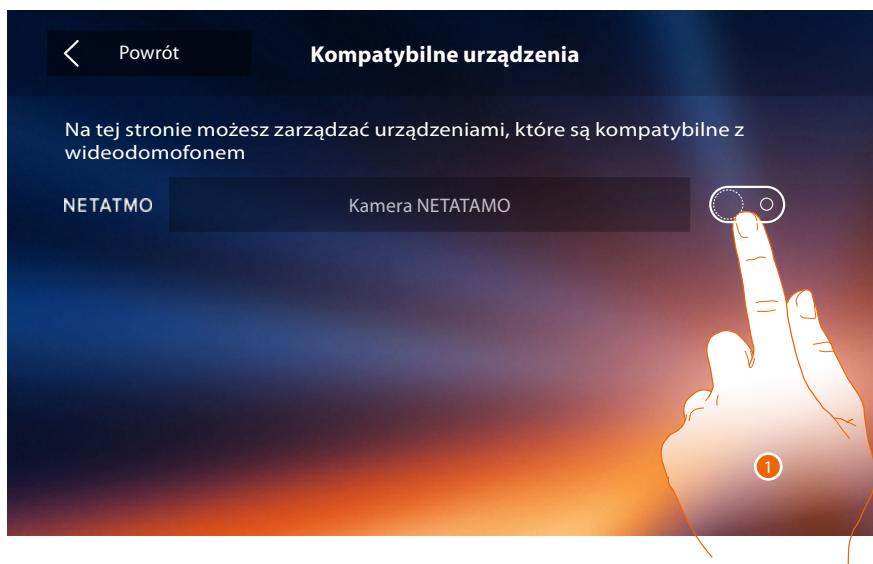 Powrót
Kompatybilne urządzenia
Na tej stronie możesz zarządzać urządzeniami, które są kompatybilne z
wideodomofonem
NETATMO
Kamera NETATAMO
1